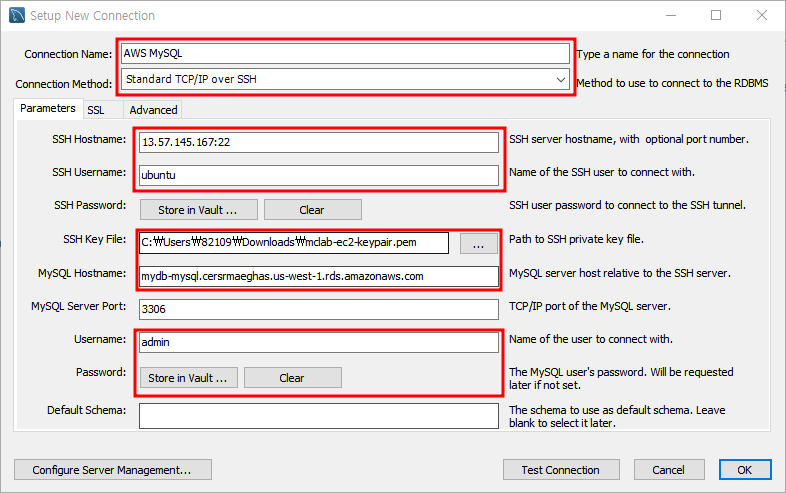 Setup New Connection
Connection Name: AWS MySQL Type a name for the connection
Connection Method: Standard TCP/IP over SSH Method to use to connect to the RDBMS
Parameters SSL Advanced
SSH Hostname: 13.57.145.167:22 SSH server hostname, with optional port number.
SSH Username: ubuntu Name of the SSH user to connect with.
SSH Password: Store in Vault ... Clear SSH user password to connect to the SSH tunnel.
SSH Key File: C:₩Users₩82109₩Downloads₩mclab-ec2-keypair.pem ... Path to SSH private key file.
MySQL Hostname: mydb-mysql.cersrmaeghas.us-west-1.rds.amazonaws.com MySQL server host relative to the SSH server.
MySQL Server Port: 3306 TCP/IP port of the MySQL server.
Username: admin Name of the user to connect with.
Password: Store in Vault ... Clear The MySQL user's password. Will be requested
later if not set.
Default Schema: The schema to use as default schema. Leave
blank to select it later.
Configure Server Management... Test Connection Cancel OK